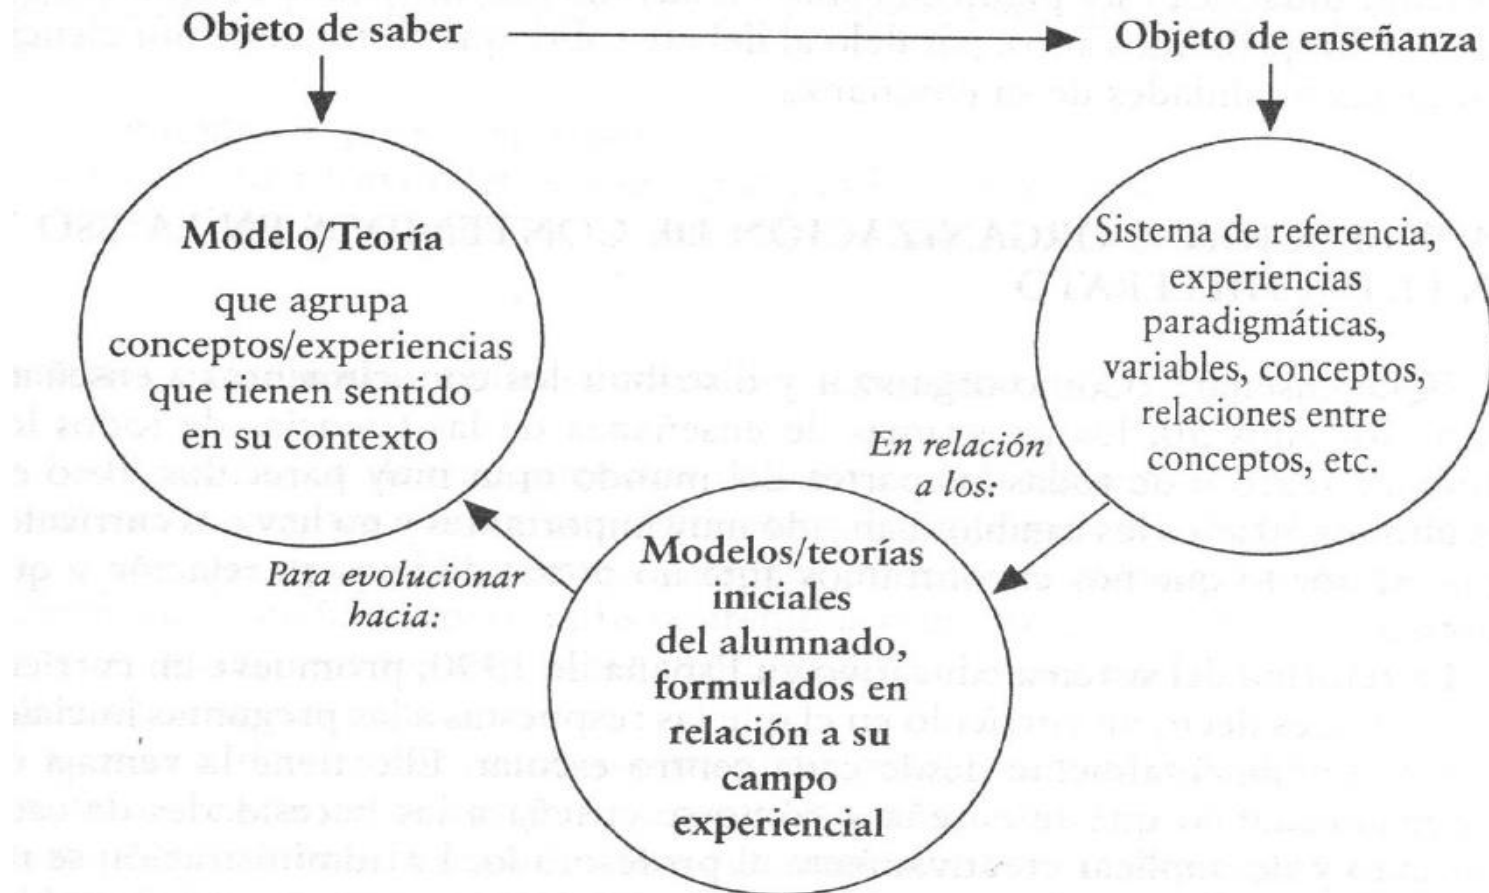 Objeto de saber
Objeto de enseñanza
Modelo/Teoría
que agrupa
conceptos/experiencias
que tienen sentido
en su contexto
Sistema de referencia,
experiencias
paradigmáticas,
variables, conceptos,
relaciones entre
conceptos, etc.
En relación
a los:
Modelos/teorías
iniciales
del alumnado,
formulados en
relación a su
campo
experiencial
Para evolucionar
hacia: